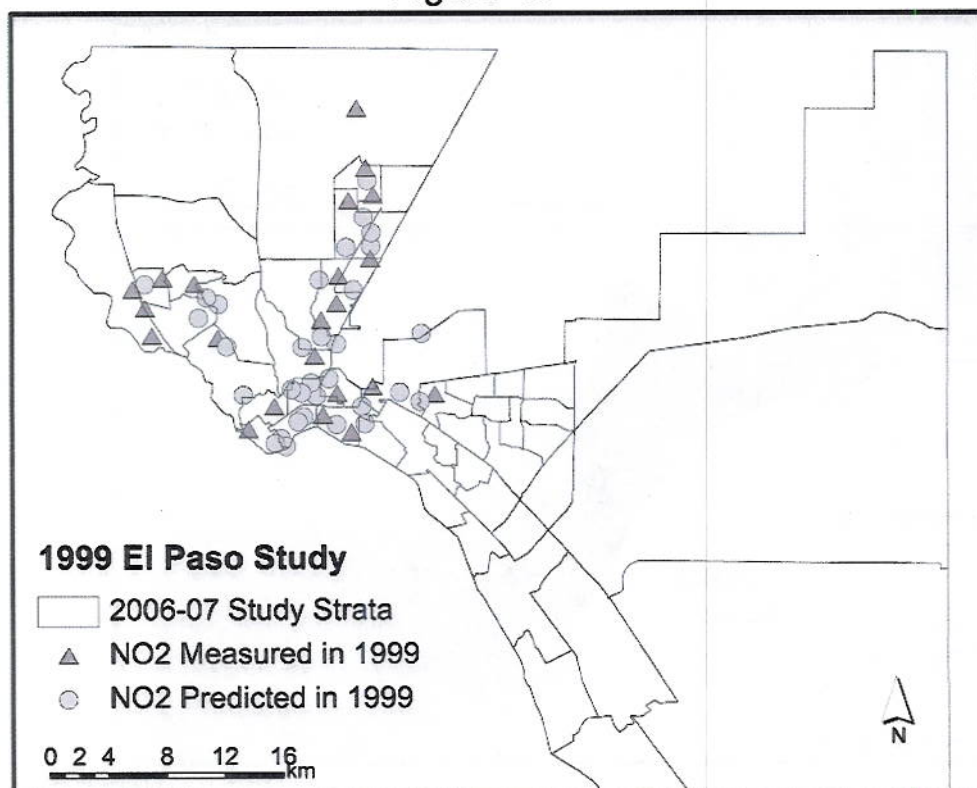 1999 El Paso Study
2006-07 Study Strata
NO2 Measured in 1999
NO2 Predicted in 1999
0 2 4 8 12 16
km
N